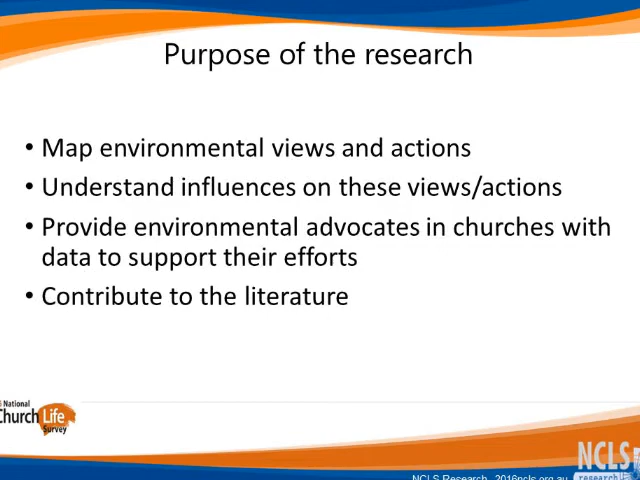 Purpose of the research
• Map environmental views and actions
• Understand influences on these views/actions
• Provide environmental advocates in churches with
data to support their efforts
• Contribute to the literature
National
Church Life
Survey
NCLS
research
NCLS Research 2016ncls.org.au